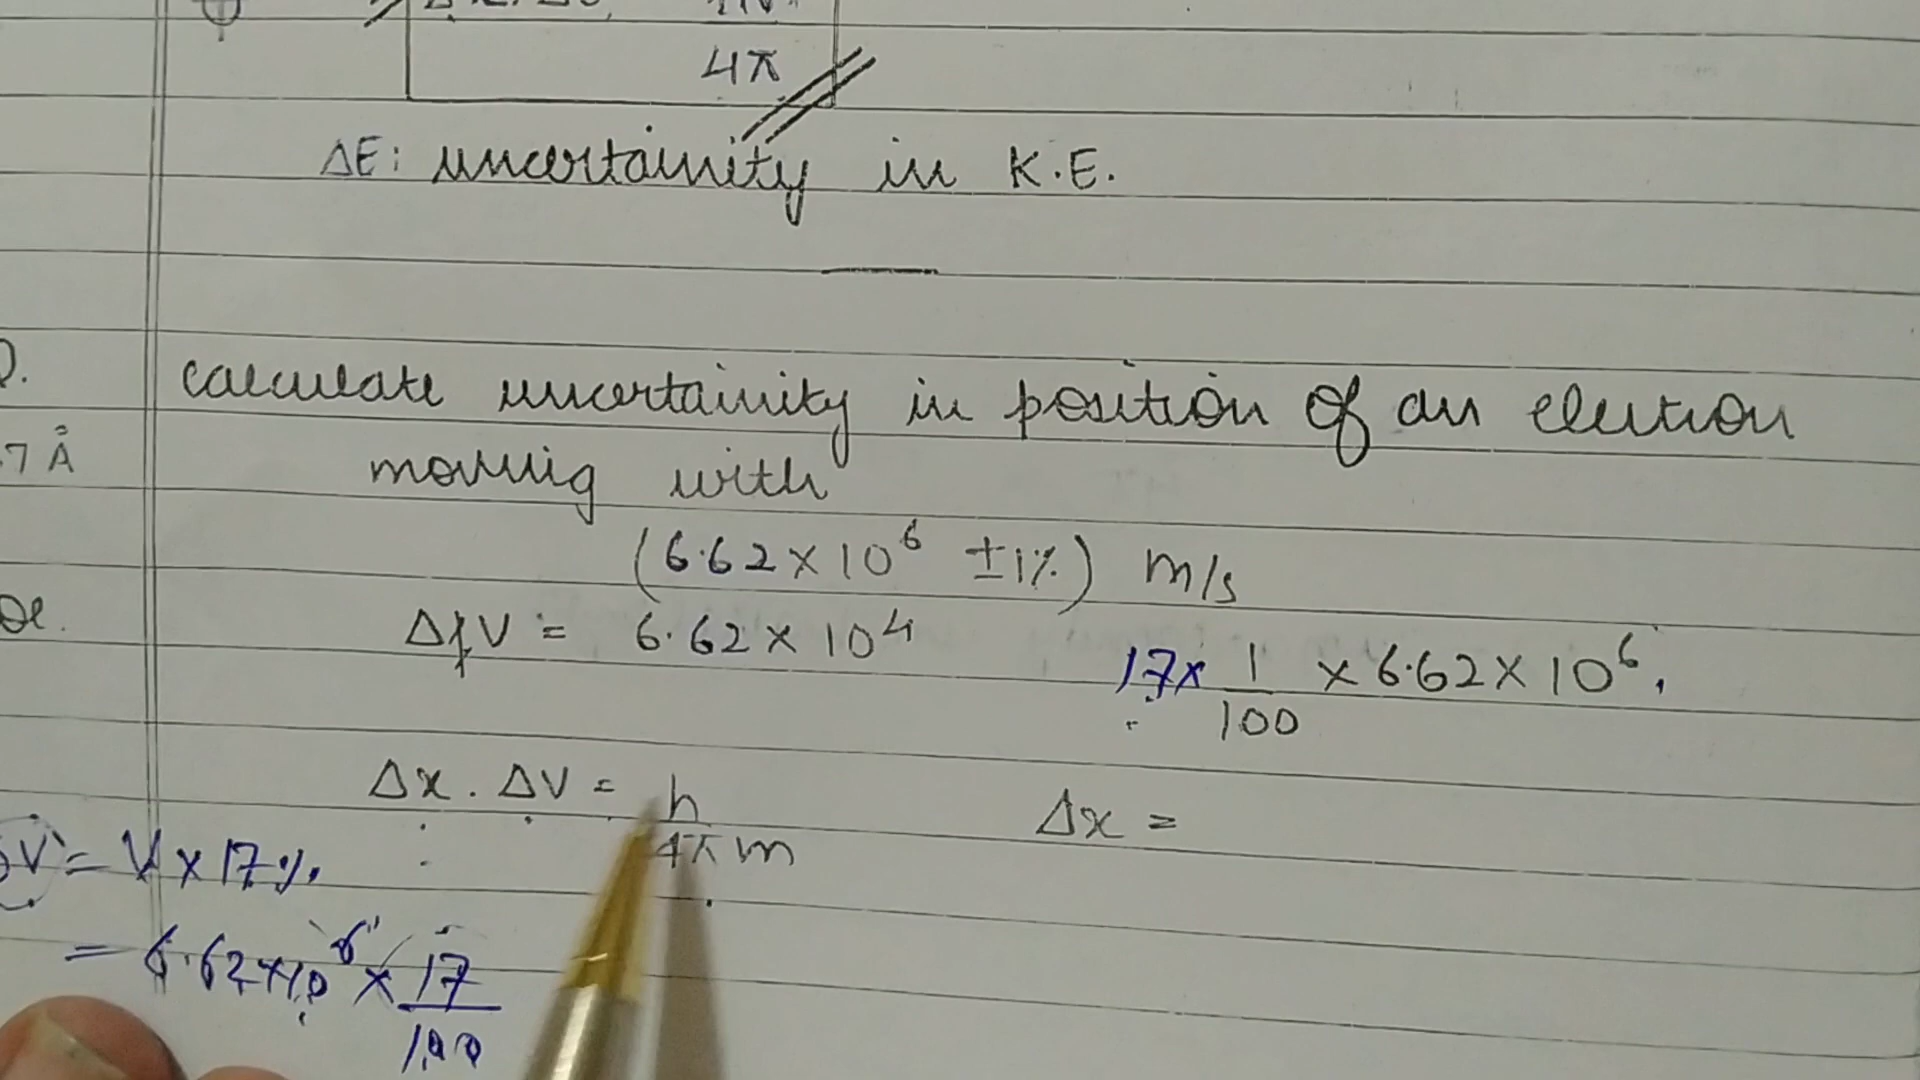 4π
ΔE: uncertainity in K.E.
Q. calculate uncertainity in position of an electron
7 Å
moving with
(6.62 × 10⁶ ±1%) m/s
ΔV = 6.62 × 10⁴
17 × 1/100 × 6.62 × 10⁶.
Δx . ΔV = h/4πm
Δx =
ΔV = V × 17%
= 6.62 × 10⁶ × 17/100